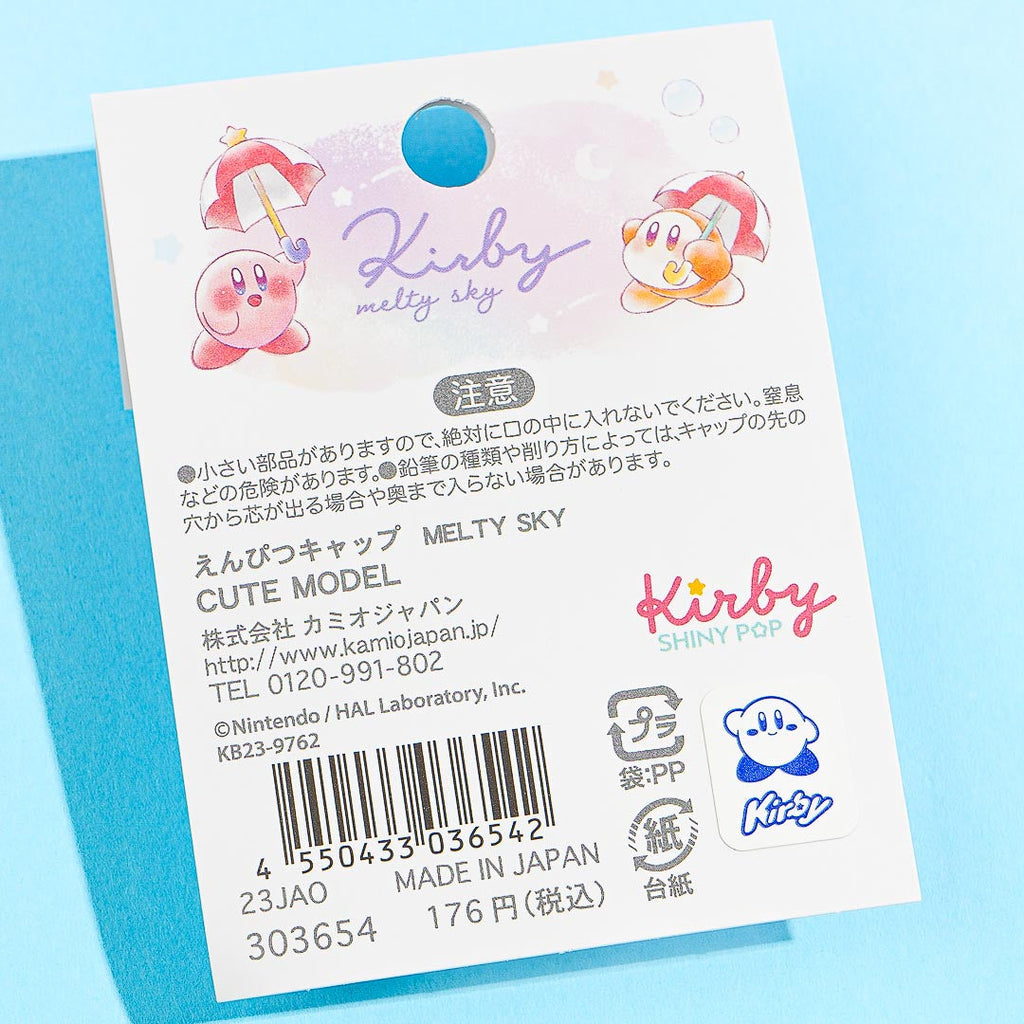 Kirby
melty sky
注意
●小さい部品がありますので、絶対に口の中に入れないでください。窒息
などの危険があります。●鉛筆の種類や削り方によっては、キャップの先の
穴から芯が出る場合や奥まで入らない場合があります。
えんぴつキャップ MELTY SKY
CUTE MODEL
株式会社 カミオジャパン
http://www.kamiojapan.jp/
TEL 0120-991-802
©Nintendo / HAL Laboratory, Inc.
KB23-9762
Kirby
SHINY POP
プラ
袋:PP
Kirby
紙
台紙
4 550433 036542
23JAO MADE IN JAPAN
303654 176円(税込)